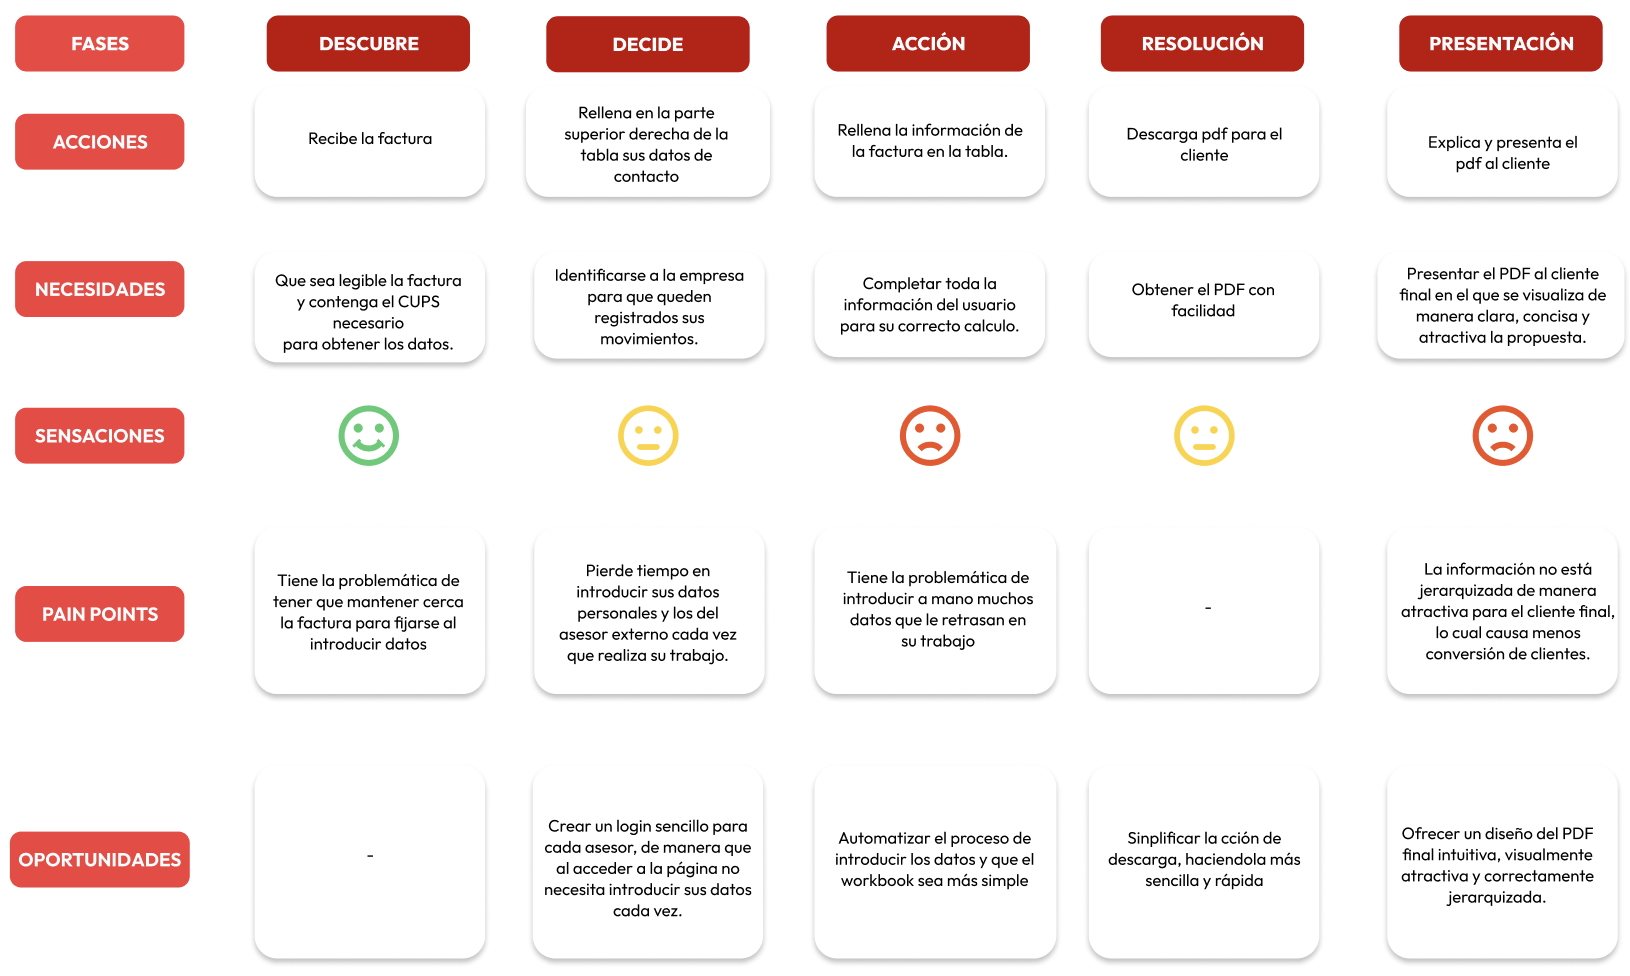 FASES
DESCUBRE
DECIDE
ACCIÓN
RESOLUCIÓN
PRESENTACIÓN
ACCIONES
Recibe la factura
Rellena en la parte
superior derecha de la
tabla sus datos de
contacto
Rellena la información de
la factura en la tabla.
Descarga pdf para el
cliente
Explica y presenta el
pdf al cliente
NECESIDADES
Que sea legible la factura
y contenga el CUPS
necesario
para obtener los datos.
Identificarse a la empresa
para que queden
registrados sus
movimientos.
Completar toda la
información del usuario
para su correcto calculo.
Obtener el PDF con
facilidad
Presentar el PDF al cliente
final en el que se visualiza de
manera clara, concisa y
atractiva la propuesta.
SENSACIONES
PAIN POINTS
Tiene la problemática de
tener que mantener cerca
la factura para fijarse al
introducir datos
Pierde tiempo en
introducir sus datos
personales y los del
asesor externo cada vez
que realiza su trabajo.
Tiene la problemática de
introducir a mano muchos
datos que le retrasan en
su trabajo
-
La información no está
jerarquizada de manera
atractiva para el cliente final,
lo cual causa menos
conversión de clientes.
OPORTUNIDADES
-
Crear un login sencillo para
cada asesor, de manera que
al acceder a la página no
necesita introducir sus datos
cada vez.
Automatizar el proceso de
introducir los datos y que el
workbook sea más simple
Sinplificar la cción de
descarga, haciendola más
sencilla y rápida
Ofrecer un diseño del PDF
final intuitiva, visualmente
atractiva y correctamente
jerarquizada.